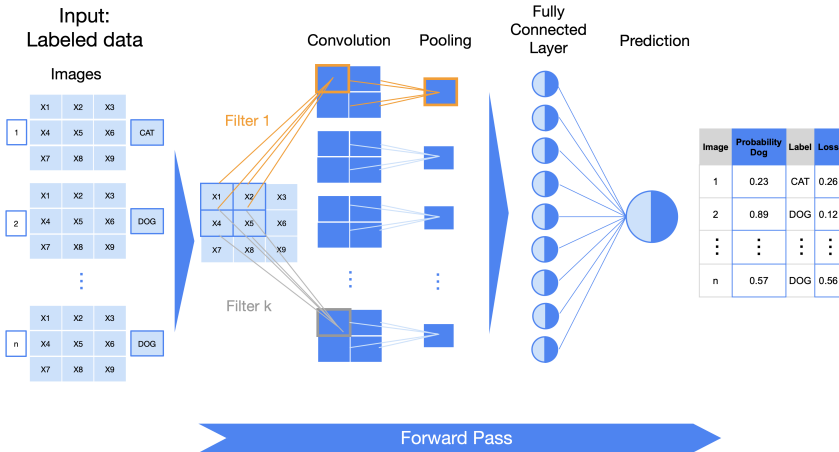 Input:
Labeled data
Images
1
X1 X2 X3
X4 X5 X6
X7 X8 X9
CAT
2
X1 X2 X3
X4 X5 X6
X7 X8 X9
DOG
n
X1 X2 X3
X4 X5 X6
X7 X8 X9
DOG
Filter 1
X1 X2 X3
X4 X5 X6
X7 X8 X9
Filter k
Convolution
Pooling
Fully
Connected
Layer
Prediction
Image Probability Dog Label Loss
1 0.23 CAT 0.26
2 0.89 DOG 0.12
n 0.57 DOG 0.56
Forward Pass